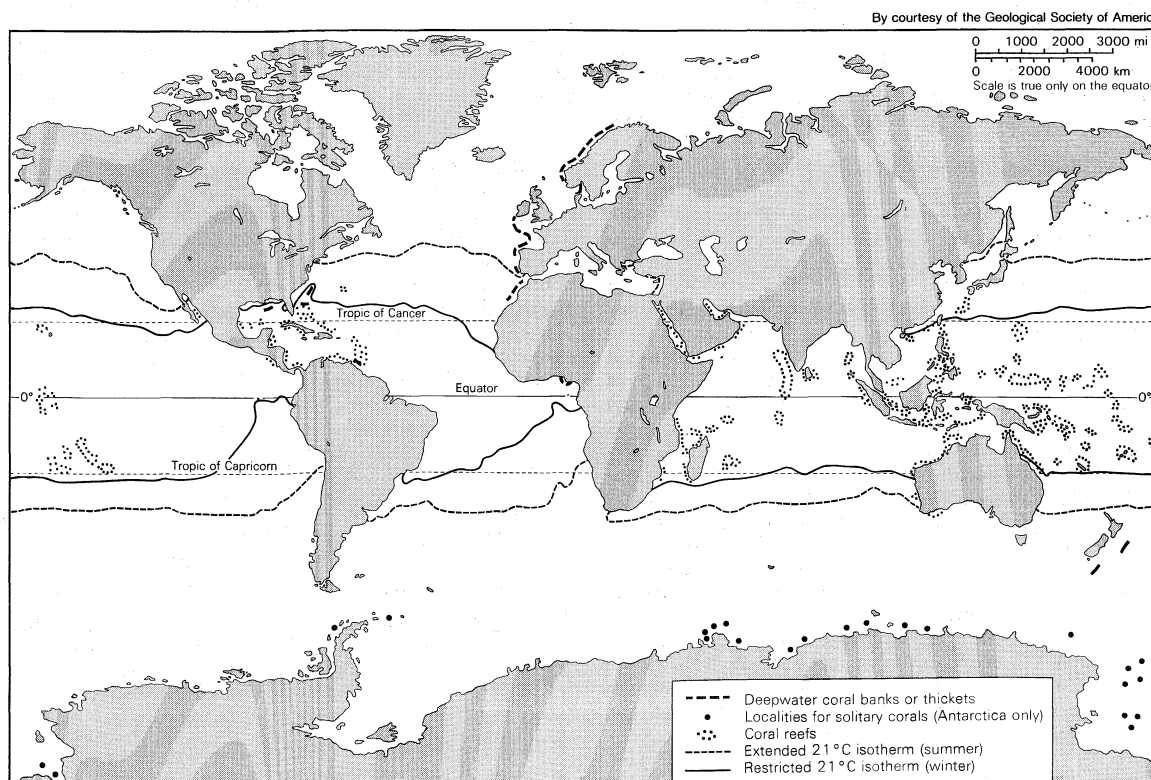 By courtesy of the Geological Society of Americ
0 1000 2000 3000 mi
0 2000 4000 km
Scale is true only on the equator
Tropic of Cancer
Equator
0°
0°
Tropic of Capricorn
Deepwater coral banks or thickets
Localities for solitary corals (Antarctica only)
Coral reefs
Extended 21°C isotherm (summer)
Restricted 21°C isotherm (winter)